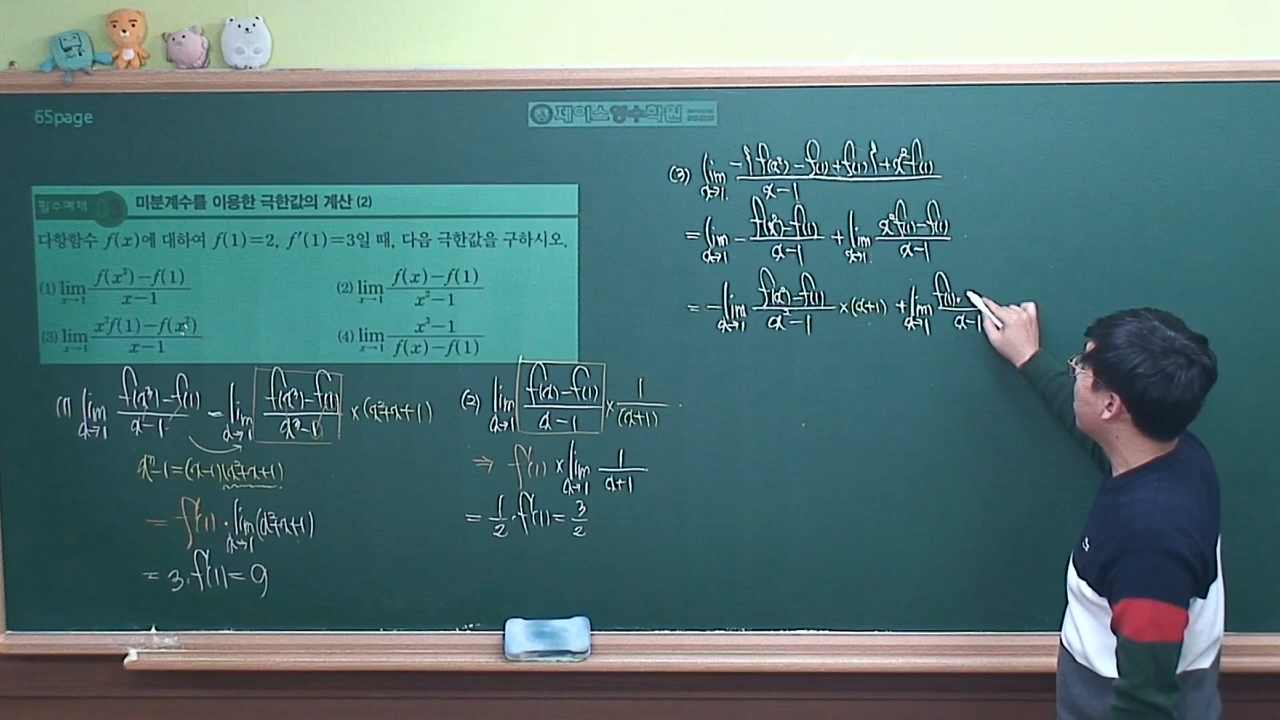 65page
제이스영수학원
필수예제
미분계수를 이용한 극한값의 계산 (2)
다항함수 f(x)에 대하여 f(1)=2, f'(1)=3일 때, 다음 극한값을 구하시오.
(1) lim_{x→1} (f(x³)-f(1))/(x-1)
(2) lim_{x→1} (f(x)-f(1))/(x²-1)
(3) lim_{x→1} (x²f(1)-f(x²))/(x-1)
(4) lim_{x→1} (x³-1)/(f(x)-f(1))
(1) lim_{x→1} (f(x³)-f(1))/(x-1) = lim_{x→1} (f(x³)-f(1))/(x³-1) ×(x²+x+1)
x³-1=(x-1)(x²+x+1)
= f'(1)·lim_{x→1}(x²+x+1)
= 3·f'(1)=9
(2) lim_{x→1} (f(x)-f(1))/(x-1) × 1/(x+1)
⇒ f'(1) × lim_{x→1} 1/(x+1)
= 1/2·f'(1) = 3/2
(3) lim_{x→1} (-{f(x²)-f(1)+f(1)}+x²f(1))/(x-1)
= lim_{x→1} -(f(x²)-f(1))/(x-1) + lim_{x→1} (x²f(1)-f(1))/(x-1)
= -lim_{x→1} (f(x²)-f(1))/(x²-1) ×(x+1) + lim_{x→1} f(1)·/(x-1